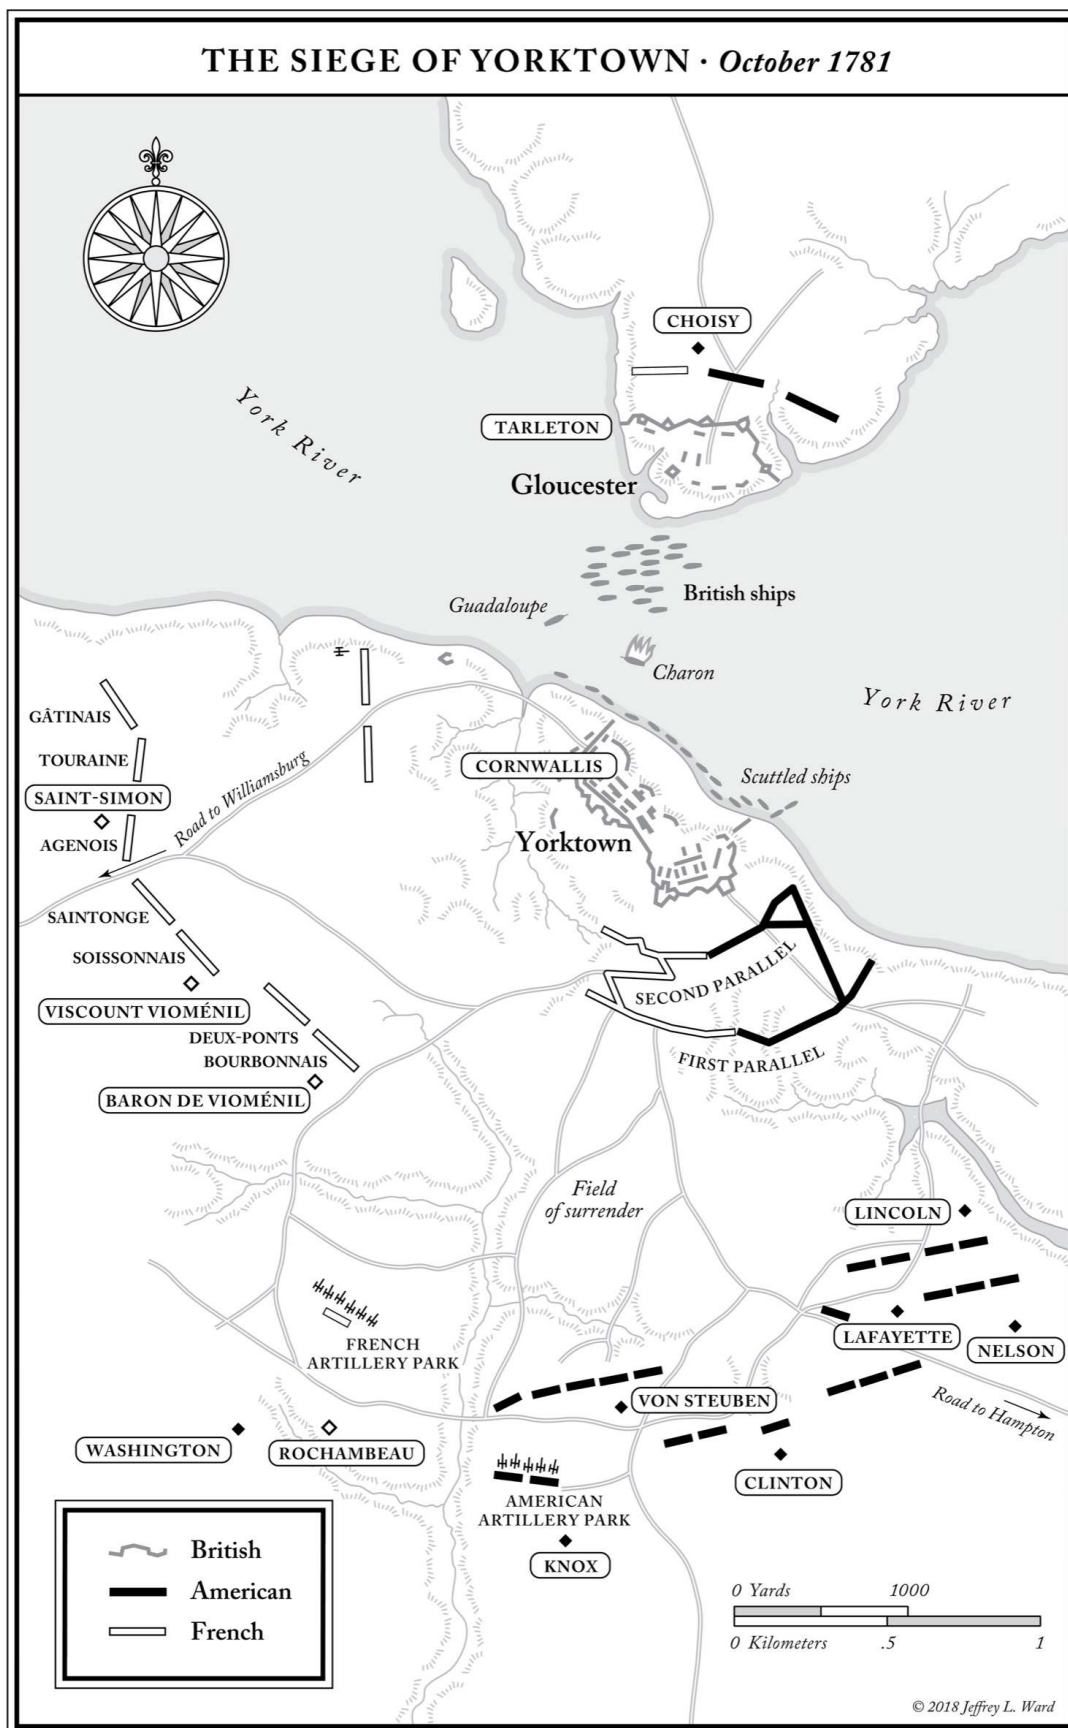 THE SIEGE OF YORKTOWN · October 1781
CHOISY
TARLETON
Gloucester
York River
British ships
Guadaloupe
Charon
York River
GÂTINAIS
TOURAINE
SAINT-SIMON
AGENOIS
Road to Williamsburg
CORNWALLIS
Scuttled ships
Yorktown
SAINTONGE
SOISSONNAIS
VISCOUNT VIOMÉNIL
DEUX-PONTS
BOURBONNAIS
BARON DE VIOMÉNIL
SECOND PARALLEL
FIRST PARALLEL
Field
of surrender
LINCOLN
LAFAYETTE
NELSON
FRENCH
ARTILLERY PARK
VON STEUBEN
Road to Hampton
WASHINGTON
ROCHAMBEAU
CLINTON
AMERICAN
ARTILLERY PARK
KNOX
British
American
French
0 Yards 1000
0 Kilometers .5 1
© 2018 Jeffrey L. Ward